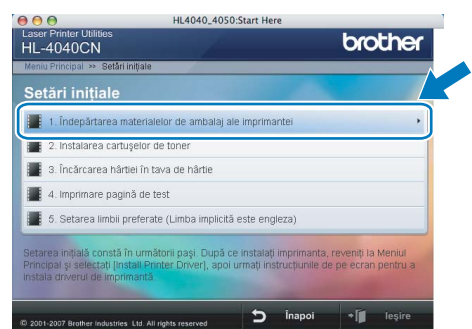 HL4040_4050:Start Here
Laser Printer Utilities
HL-4040CN
brother
Meniu Principal >> Setări iniţiale
Setări iniţiale
1. Îndepărtarea materialelor de ambalaj ale imprimantei
2. Instalarea cartuşelor de toner
3. Încărcarea hârtiei în tava de hârtie
4. Imprimare pagină de test
5. Setarea limbii preferate (Limba implicită este engleza)
Setarea iniţială constă în următorii paşi. După ce instalaţi imprimanta, reveniţi la Meniul
Principal şi selectaţi [Install Printer Driver], apoi urmaţi instrucţiunile de pe ecran pentru a
instala driverul de imprimantă.
© 2001-2007 Brother Industries Ltd. All rights reserved
Înapoi
Ieşire